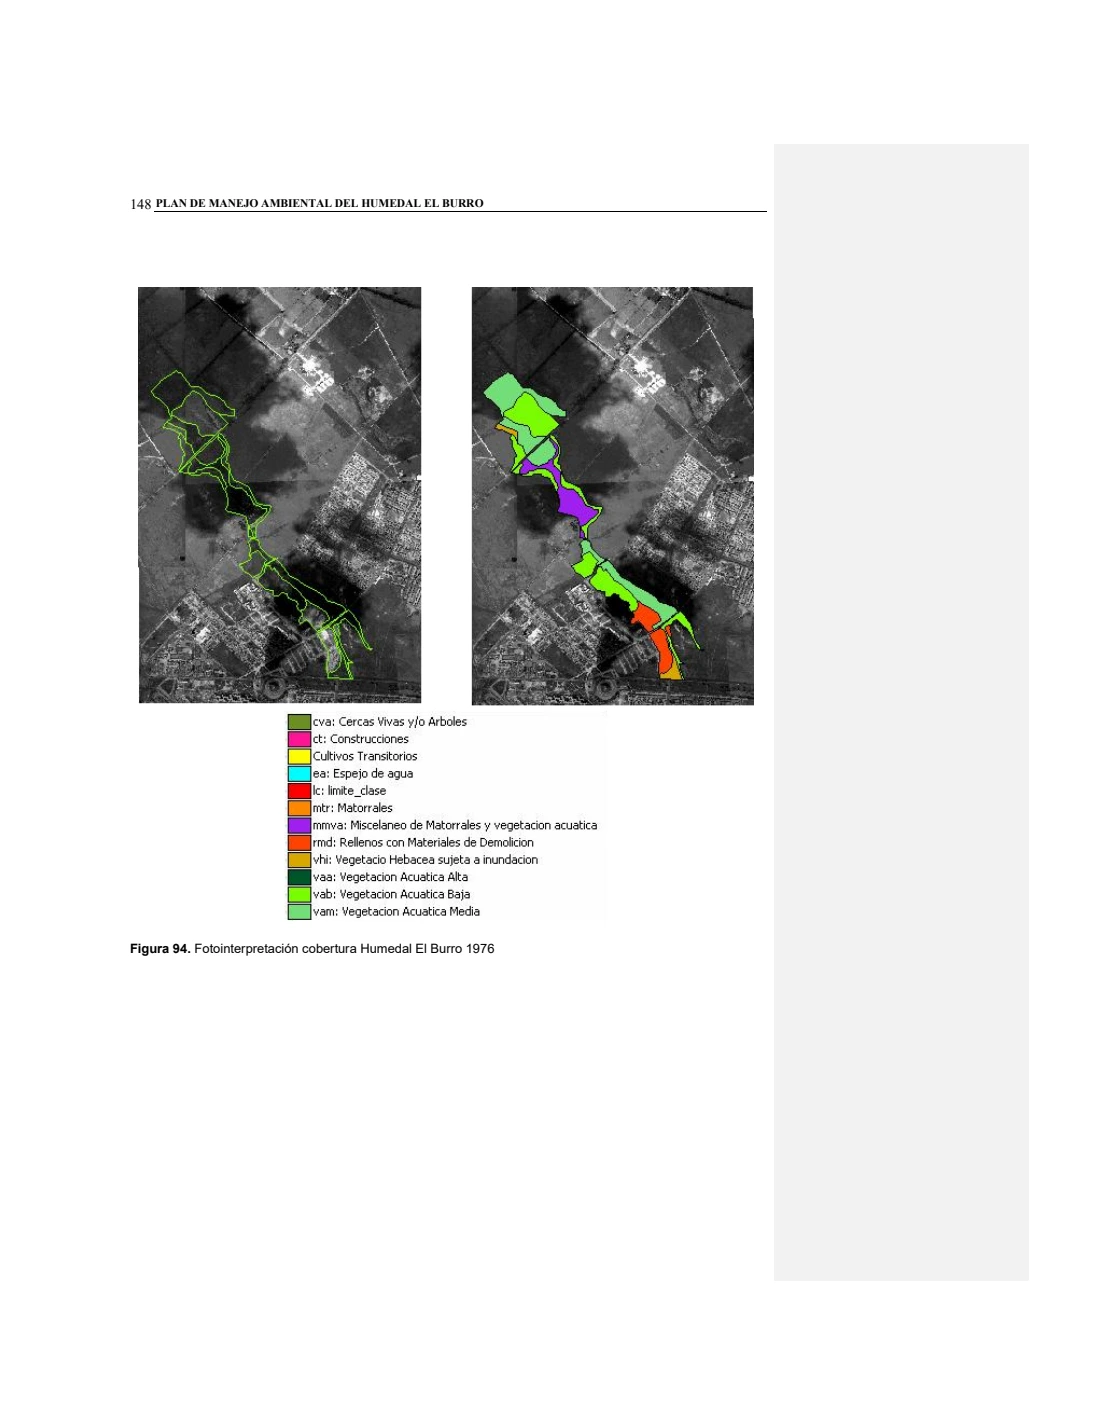 148 PLAN DE MANEJO AMBIENTAL DEL HUMEDAL EL BURRO
cva: Cercas Vivas y/o Arboles
ct: Construcciones
Cultivos Transitorios
ea: Espejo de agua
lc: limite_clase
mtr: Matorrales
mmva: Miscelaneo de Matorrales y vegetacion acuatica
rmd: Rellenos con Materiales de Demolicion
vhi: Vegetacio Hebacea sujeta a inundacion
vaa: Vegetacion Acuatica Alta
vab: Vegetacion Acuatica Baja
vam: Vegetacion Acuatica Media
Figura 94. Fotointerpretación cobertura Humedal El Burro 1976